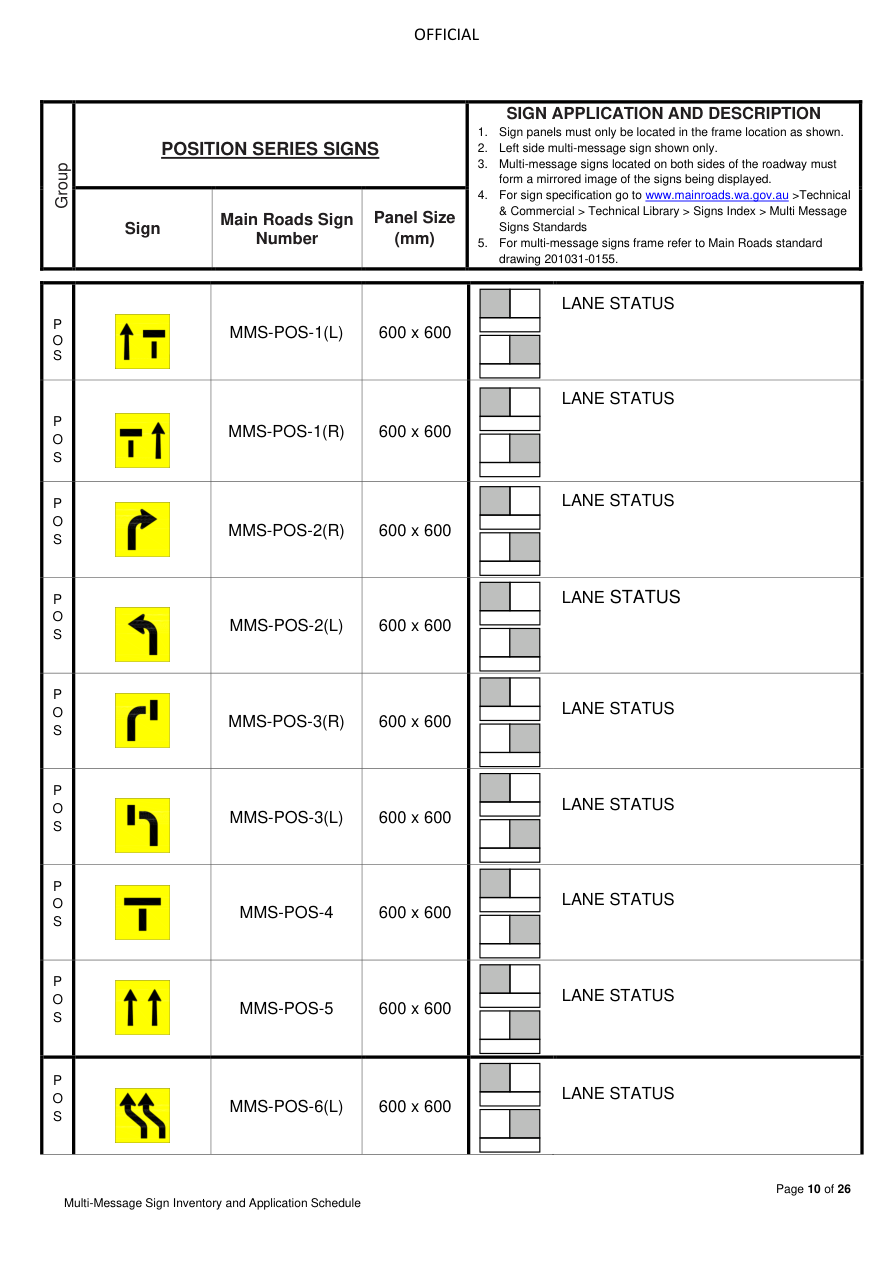 OFFICIAL
Group
POSITION SERIES SIGNS
Sign
Main Roads Sign
Number
Panel Size
(mm)
SIGN APPLICATION AND DESCRIPTION
1. Sign panels must only be located in the frame location as shown.
2. Left side multi-message sign shown only.
3. Multi-message signs located on both sides of the roadway must
form a mirrored image of the signs being displayed.
4. For sign specification go to www.mainroads.wa.gov.au >Technical
& Commercial > Technical Library > Signs Index > Multi Message
Signs Standards
5. For multi-message signs frame refer to Main Roads standard
drawing 201031-0155.
P
O
S
MMS-POS-1(L)
600 x 600
LANE STATUS
P
O
S
MMS-POS-1(R)
600 x 600
LANE STATUS
P
O
S
MMS-POS-2(R)
600 x 600
LANE STATUS
P
O
S
MMS-POS-2(L)
600 x 600
LANE STATUS
P
O
S
MMS-POS-3(R)
600 x 600
LANE STATUS
P
O
S
MMS-POS-3(L)
600 x 600
LANE STATUS
P
O
S
MMS-POS-4
600 x 600
LANE STATUS
P
O
S
MMS-POS-5
600 x 600
LANE STATUS
P
O
S
MMS-POS-6(L)
600 x 600
LANE STATUS
Page 10 of 26
Multi-Message Sign Inventory and Application Schedule